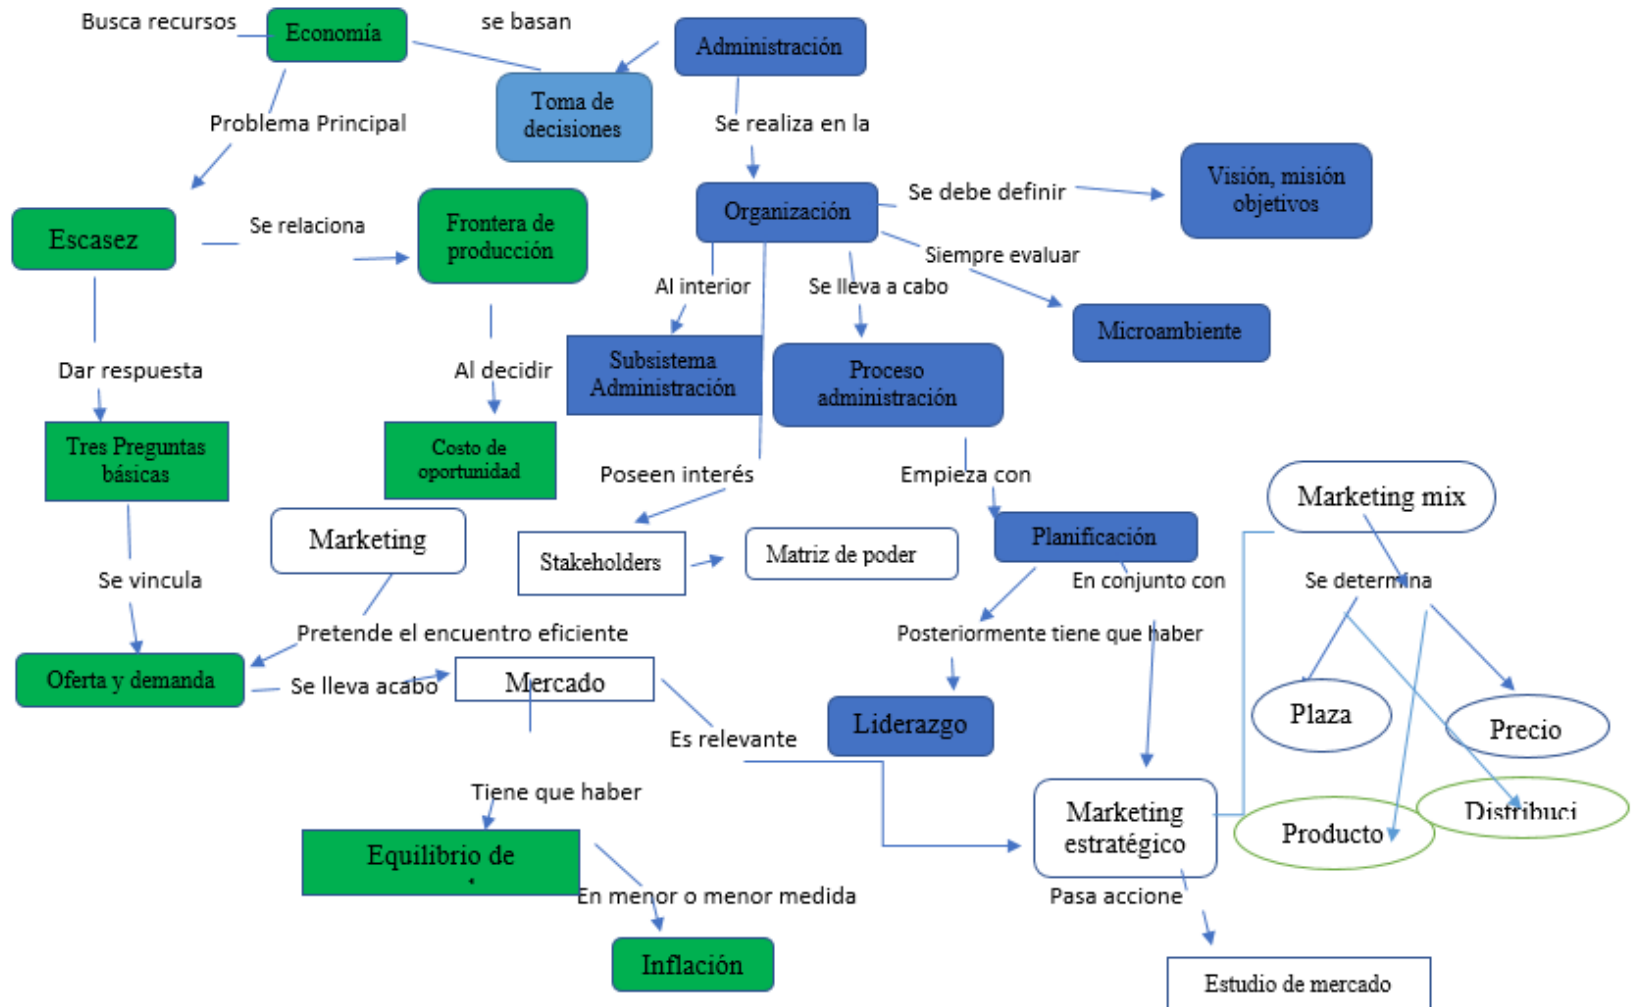 Busca recursos
Economía
se basan
Administración
Toma de
decisiones
Problema Principal
Se realiza en la
Visión, misión
objetivos
Se debe definir
Organización
Escasez
Se relaciona
Frontera de
producción
Siempre evaluar
Al interior
Se lleva a cabo
Microambiente
Subsistema
Administración
Proceso
administración
Dar respuesta
Al decidir
Tres Preguntas
básicas
Costo de
oportunidad
Poseen interés
Empieza con
Marketing mix
Marketing
Stakeholders
Matriz de poder
Planificación
Se vincula
En conjunto con
Se determina
Pretende el encuentro eficiente
Posteriormente tiene que haber
Oferta y demanda
Se lleva acabo
Mercado
Liderazgo
Plaza
Precio
Es relevante
Tiene que haber
Marketing
estratégico
Producto
Distribuci
Equilibrio de
En menor o menor medida
Pasa accione
Inflación
Estudio de mercado